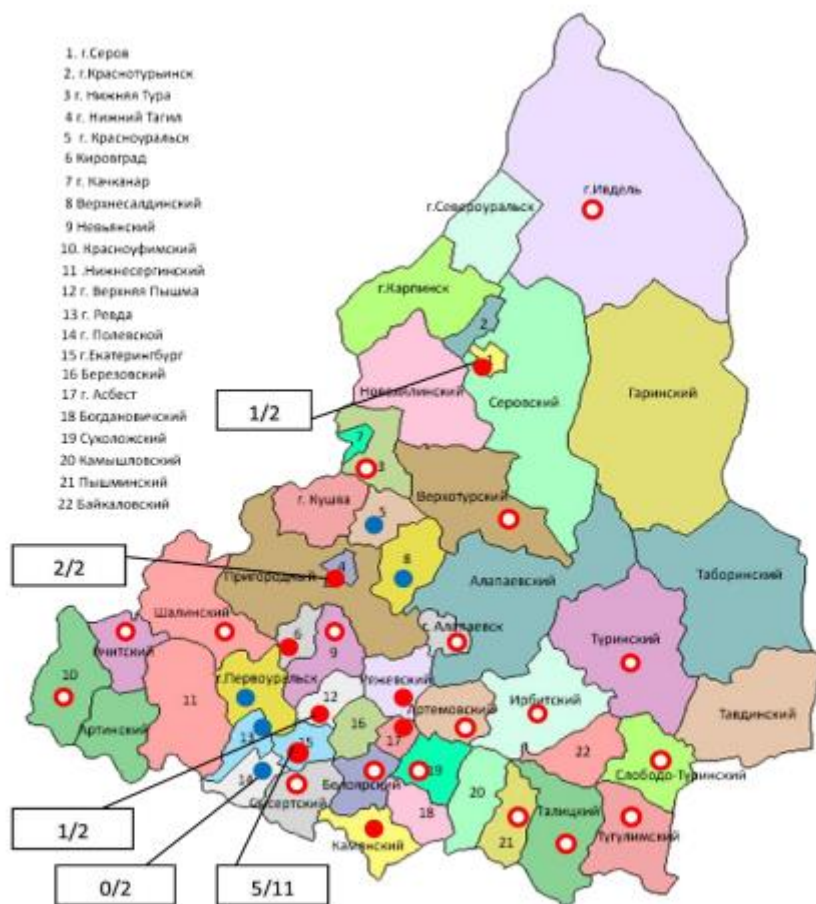 1. г.Серов
2. г.Краснотурьинск
3 г. Нижняя Тура
4 г. Нижний Тагил
5 г. Красноуральск
6 Кировград
7 г. Качканар
8 Верхнесалдинский
9 Невьянский
10. Красноуфимский
11 .Нижнесергинский
12 г. Верхняя Пышма
13 г. Ревда
14 г. Полевской
15 г.Екатеринбург
16 Березовский
17 г. Асбест
18 Богдановичский
19 Сухоложский
20 Камышловский
21 Пышминский
22 Байкаловский
г.Ивдель
г.Североуральск
г.Карпинск
2
1
Новолялинский
Серовский
Гаринский
1/2
7
3
г. Кушва
Верхотурский
5
2/2
Пригородный
4
8
Алапаевский
Таборинский
Шалинский
г. Алапаевск
Туринский
Ачитский
6
9
10
г.Первоуральск
Режевский
11
12
Артемовский
Ирбитский
Артинский
16
Тавдинский
13
15
17
22
14
19
Слободо-Туринский
Сысертский
Белоярский
20
Талицкий
18
21
Тугулимский
1/2
Каменский
0/2
5/11